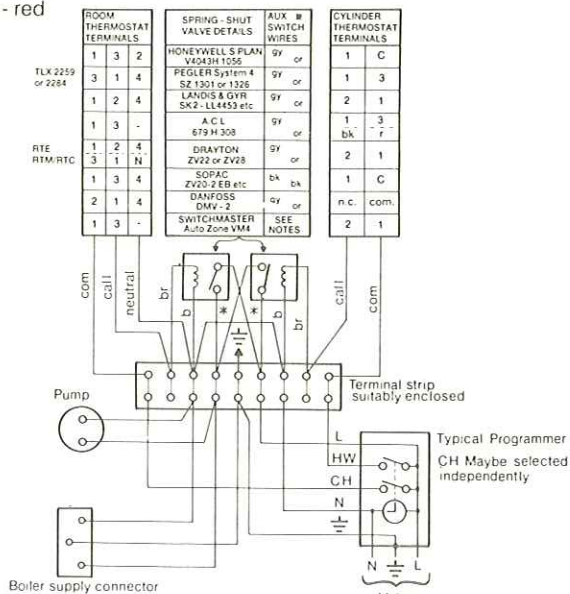 - red
ROOM THERMOSTAT TERMINALS
SPRING - SHUT VALVE DETAILS
AUX SWITCH WIRES
CYLINDER THERMOSTAT TERMINALS
1 3 2
HONEYWELL S PLAN V4043H 1056
gy or
1 C
TLX 2259 or 2284
3 1 4
PEGLER System 4 SZ 1301 or 1326
gy or
1 3
1 2 4
LANDIS & GYR SK2 - LL4453 etc
gy or
2 1
1 3 -
A.C.L 679 H 308
gy or
1 3
bk r
RTE
1 2 4
RTM/RTC
3 1 N
DRAYTON ZV22 or ZV28
gy or
2 1
1 3 4
SOPAC ZV20-2 EB etc
bk bk
1 C
2 1 4
DANFOSS DMV - 2
gy or
n.c. com.
1 3 -
SWITCHMASTER Auto Zone VM4
SEE NOTES
2 1
com
call
neutral
br
b
*
*
b
br
call
com
Terminal strip
suitably enclosed
Pump
L
Typical Programmer
HW
CH Maybe selected
independently
CH
N
N
L
Boiler supply connector